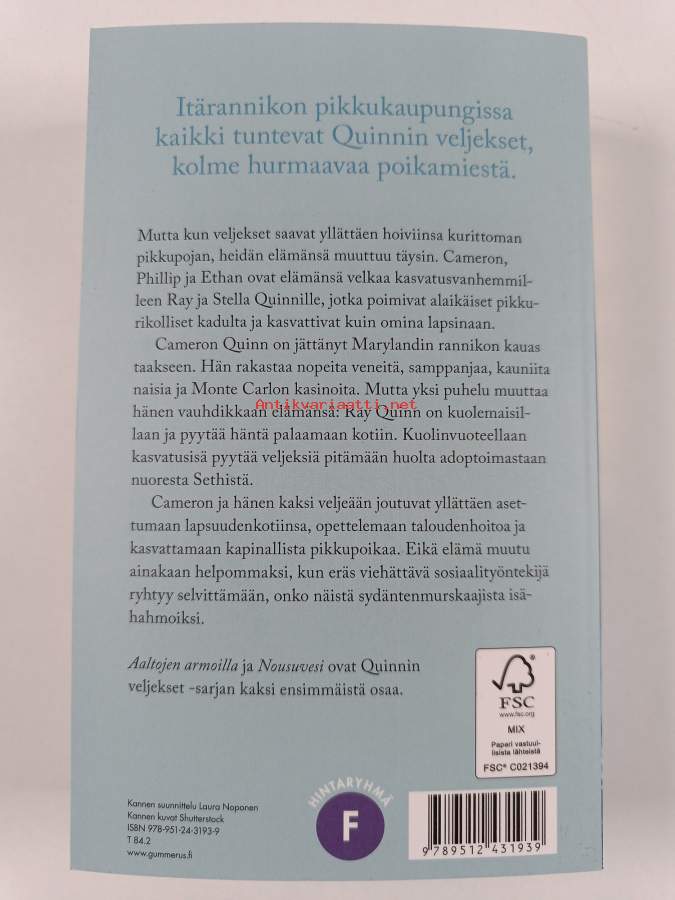 Itärannikon pikkukaupungissa
kaikki tuntevat Quinnin veljekset,
kolme hurmaavaa poikamiestä.
Mutta kun veljekset saavat yllättäen hoiviinsa kurittoman
pikkupojan, heidän elämänsä muuttuu täysin. Cameron,
Phillip ja Ethan ovat elämänsä velkaa kasvatusvanhemmil-
leen Ray ja Stella Quinnille, jotka poimivat alaikäiset pikku-
rikolliset kadulta ja kasvattivat kuin omina lapsinaan.
Cameron Quinn on jättänyt Marylandin rannikon kauas
taakseen. Hän rakastaa nopeita veneitä, samppanjaa, kauniita
naisia ja Monte Carlon kasinoita. Mutta yksi puhelu muuttaa
Antikvariaatti.net
hänen vauhdikkaan elämänsä: Ray Quinn on kuolemaisil-
laan ja pyytää häntä palaamaan kotiin. Kuolinvuoteellaan
kasvatusisä pyytää veljeksiä pitämään huolta adoptoimastaan
nuoresta Sethistä.
Cameron ja hänen kaksi veljeään joutuvat yllättäen aset-
tumaan lapsuudenkotiinsa, opettelemaan taloudenhoitoa ja
kasvattamaan kapinallista pikkupoikaa. Eikä elämä muutu
ainakaan helpommaksi, kun eräs viehättävä sosiaalityöntekijä
ryhtyy selvittämään, onko näistä sydäntenmurskaajista isä-
hahmoiksi.
Aaltojen armoilla ja Nousuvesi ovat Quinnin
veljekset -sarjan kaksi ensimmäistä osaa.
FSC
www.fsc.org
MIX
Paperi vastuul-
lisista lähteistä
FSC® C021394
HINTARYHMÄ
F
Kannen suunnittelu Laura Noponen
Kannen kuvat Shutterstock
ISBN 978-951-24-3193-9
T 84.2
www.gummerus.fi
9 789512 431939